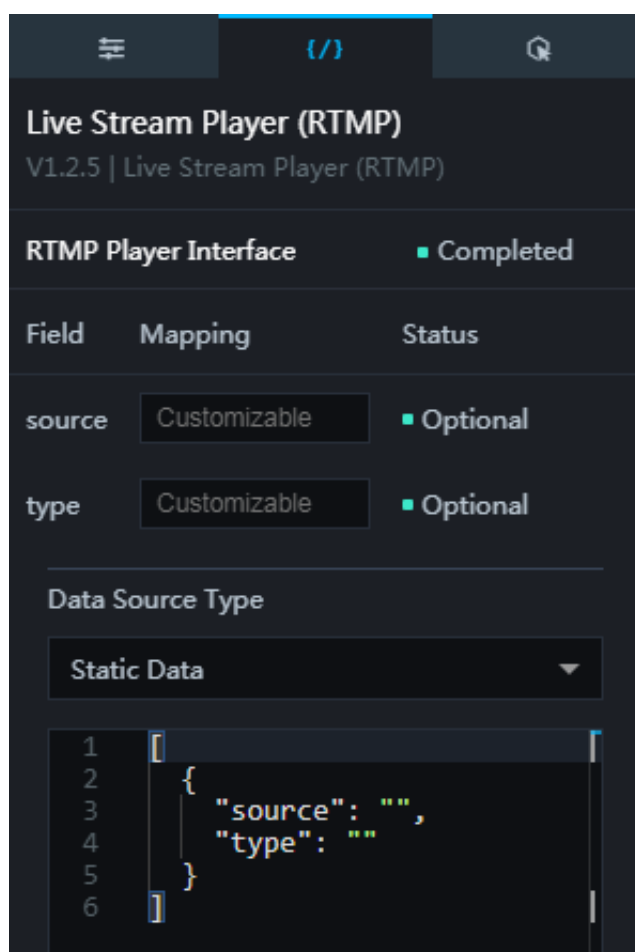 {/}
Live Stream Player (RTMP)
V1.2.5 | Live Stream Player (RTMP)
RTMP Player Interface Completed
Field Mapping Status
source Customizable Optional
type Customizable Optional
Data Source Type
Static Data
1 [
2 {
3 "source": "",
4 "type": ""
5 }
6 ]